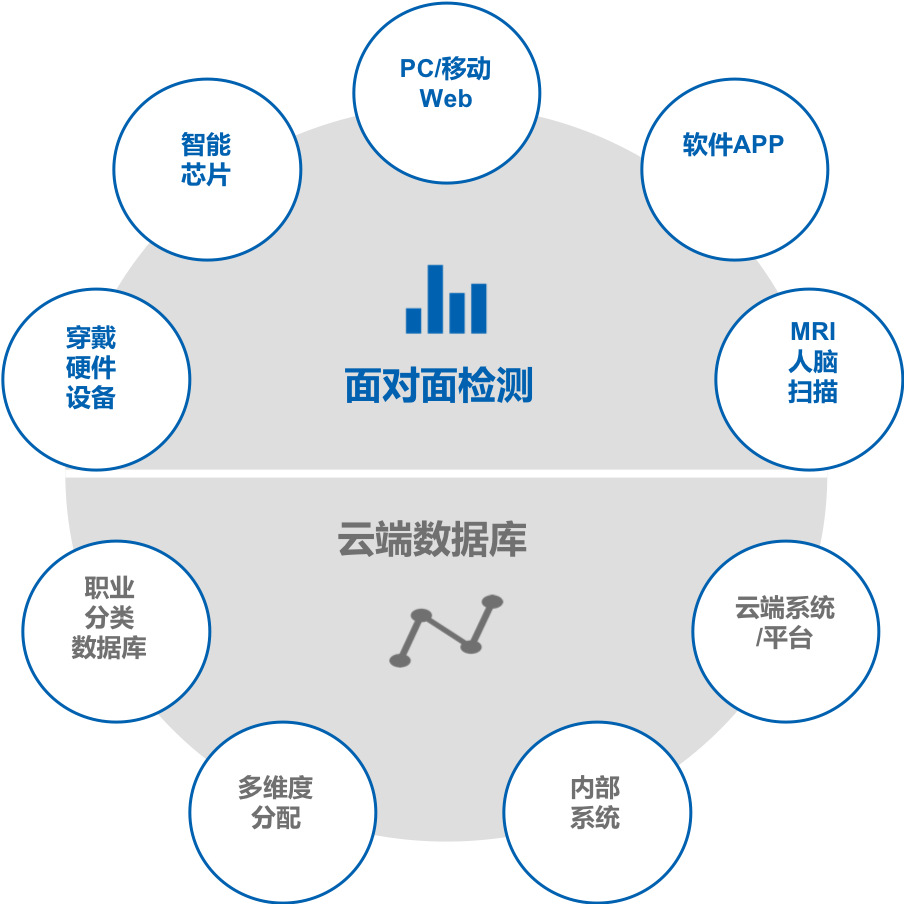 PC/移动
Web
智能
芯片
软件APP
穿戴
硬件
设备
MRI
人脑
扫描
面对面检测
云端数据库
职业
分类
数据库
云端系统
/平台
多维度
分配
内部
系统